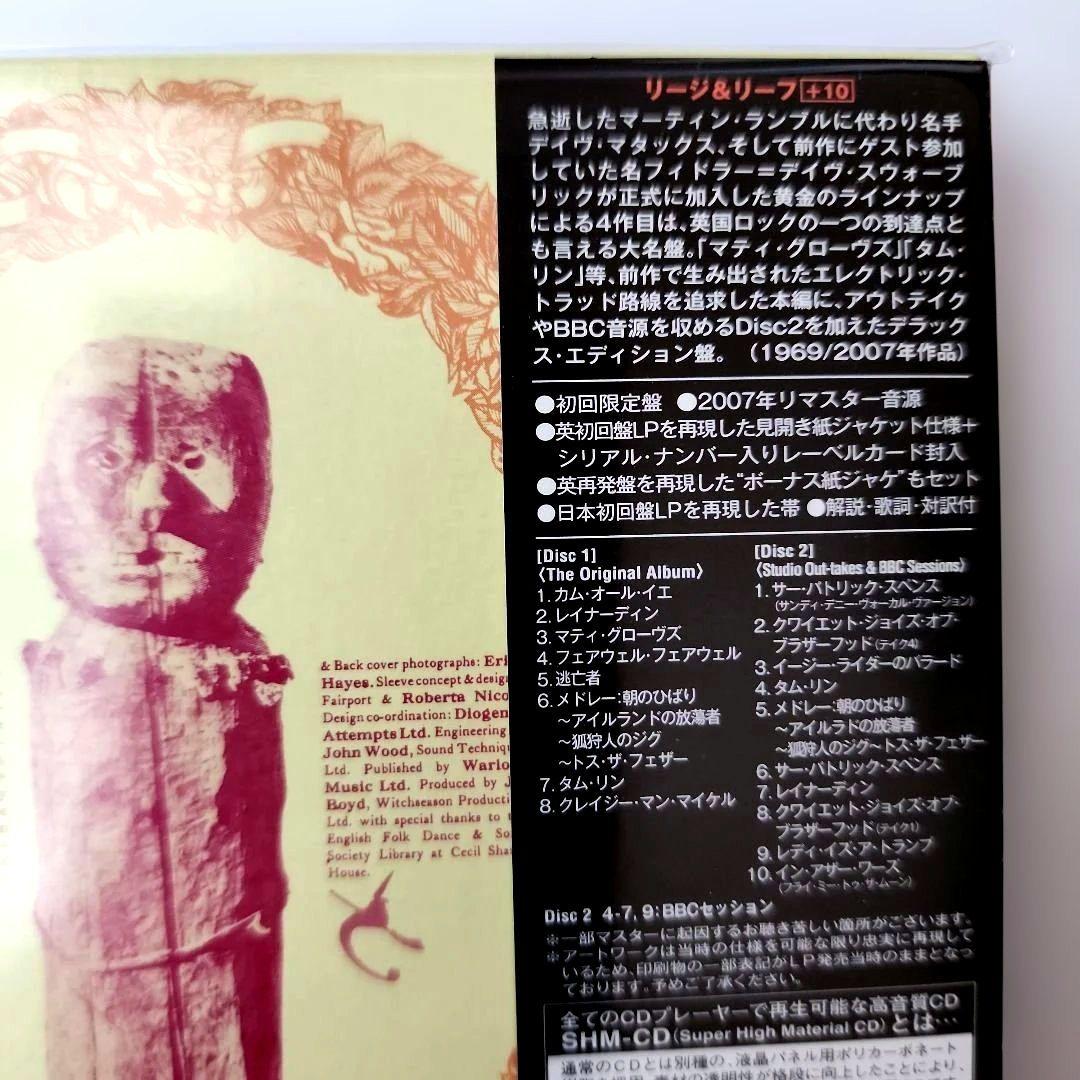 リージ&リーフ+10
急逝したマーティン・ランブルに代わり名手
デイヴ・マタックス、そして前作にゲスト参加
していた名フィドラー=デイヴ・スウォーブ
リックが正式に加入した黄金のラインナップ
による4作目は、英国ロックの一つの到達点と
も言える大名盤。「マティ・グローヴズ」「タム・
リン」等、前作で生み出されたエレクトリック・
トラッド路線を追求した本編に、アウトテイク
やBBC音源を収めるDisc2を加えたデラック
ス・エディション盤。 (1969/2007年作品)
●初回限定盤 ●2007年リマスター音源
●英初回盤LPを再現した見開き紙ジャケット仕様+
シリアル・ナンバー入りレーベルカード封入
●英再発盤を再現した“ボーナス紙ジャケ”もセット
●日本初回盤LPを再現した帯 ●解説・歌詞・対訳付
[Disc 1]
〈The Original Album〉
1. カム・オール・イエ
2. レイナーディン
3. マティ・グローヴズ
4. フェアウェル・フェアウェル
5. 逃亡者
6. メドレー:朝のひばり
~アイルランドの放蕩者
~狐狩人のジグ
~トス・ザ・フェザー
7. タム・リン
8. クレイジー・マン・マイケル
[Disc 2]
〈Studio Out-takes & BBC Sessions〉
1. サー・パトリック・スペンス
(サンディ・デニー・ヴォーカル・ヴァージョン)
2. クワイエット・ジョイズ・オブ・
ブラザーフッド(テイク4)
3. イージー・ライダーのバラード
4. タム・リン
5. メドレー:朝のひばり
~アイルラドの放蕩者
~狐狩人のジグ~トス・ザ・フェザー
6. サー・パトリック・スペンス
7. レイナーディン
8. クワイエット・ジョイズ・オブ・
ブラザーフッド(テイク1)
9. レディ・イズ・ア・トランプ
10. イン・アザー・ワーズ
(フライ・ミー・トゥ・ザ・ムーン)
Disc 2 4-7, 9:BBCセッション
※一部マスターに起因するお聴き苦しい箇所がございます。
※アートワークは当時の仕様を可能な限り忠実に再現して
いるため、印刷物の一部表記がLP発売当時のままとなっ
ております。予めご了承ください。
全てのCDプレーヤーで再生可能な高音質CD
SHM-CD(Super High Material CD)とは…
通常のCDとは別種の、液晶パネル用ポリカーボネート
& Back cover photographs: Eri
Hayes. Sleeve concept & design
Fairport & Roberta Nico
Design co-ordination: Diogen
Attempts Ltd. Engineering
John Wood, Sound Techniqu
Ltd. Published by Warlo
Music Ltd. Produced by J
Boyd, Witchseason Producti
Ltd. with special thanks to t
English Folk Dance & So
Society Library at Cecil Sha
House.